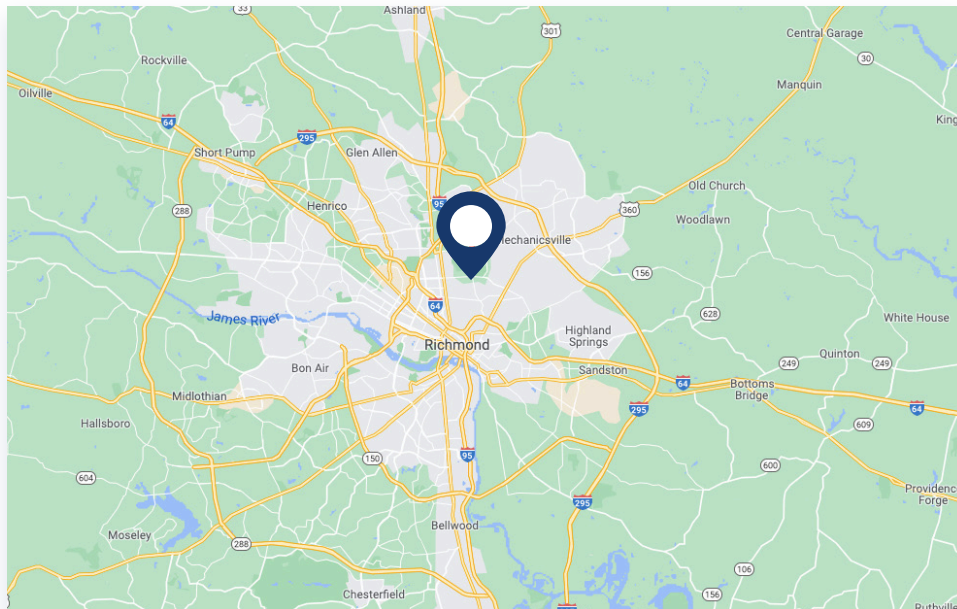 33
Ashland
301
Central Garage
Rockville
30
Manquin
Oilville
64
King
295
Short Pump
Glen Allen
Old Church
288
95
Henrico
360
Woodlawn
echanicsville
156
64
628
James River
White House
Highland
Springs
Richmond
Quinton
249
249
Bon Air
Sandston
64
Bottoms
Bridge
Midlothian
295
64
Hallsboro
609
95
150
600
604
Providence
Forge
295
Bellwood
Moseley
288
106
Chesterfield
156
Ruthville